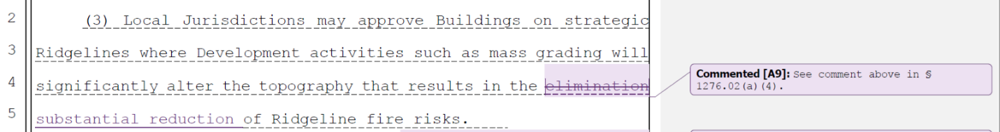 2 (3) Local Jurisdictions may approve Buildings on strategic
3 Ridgelines where Development activities such as mass grading will
4 significantly alter the topography that results in the elimination
5 substantial reduction of Ridgeline fire risks.
Commented [A9]: See comment above in §
1276.02(a)(4).